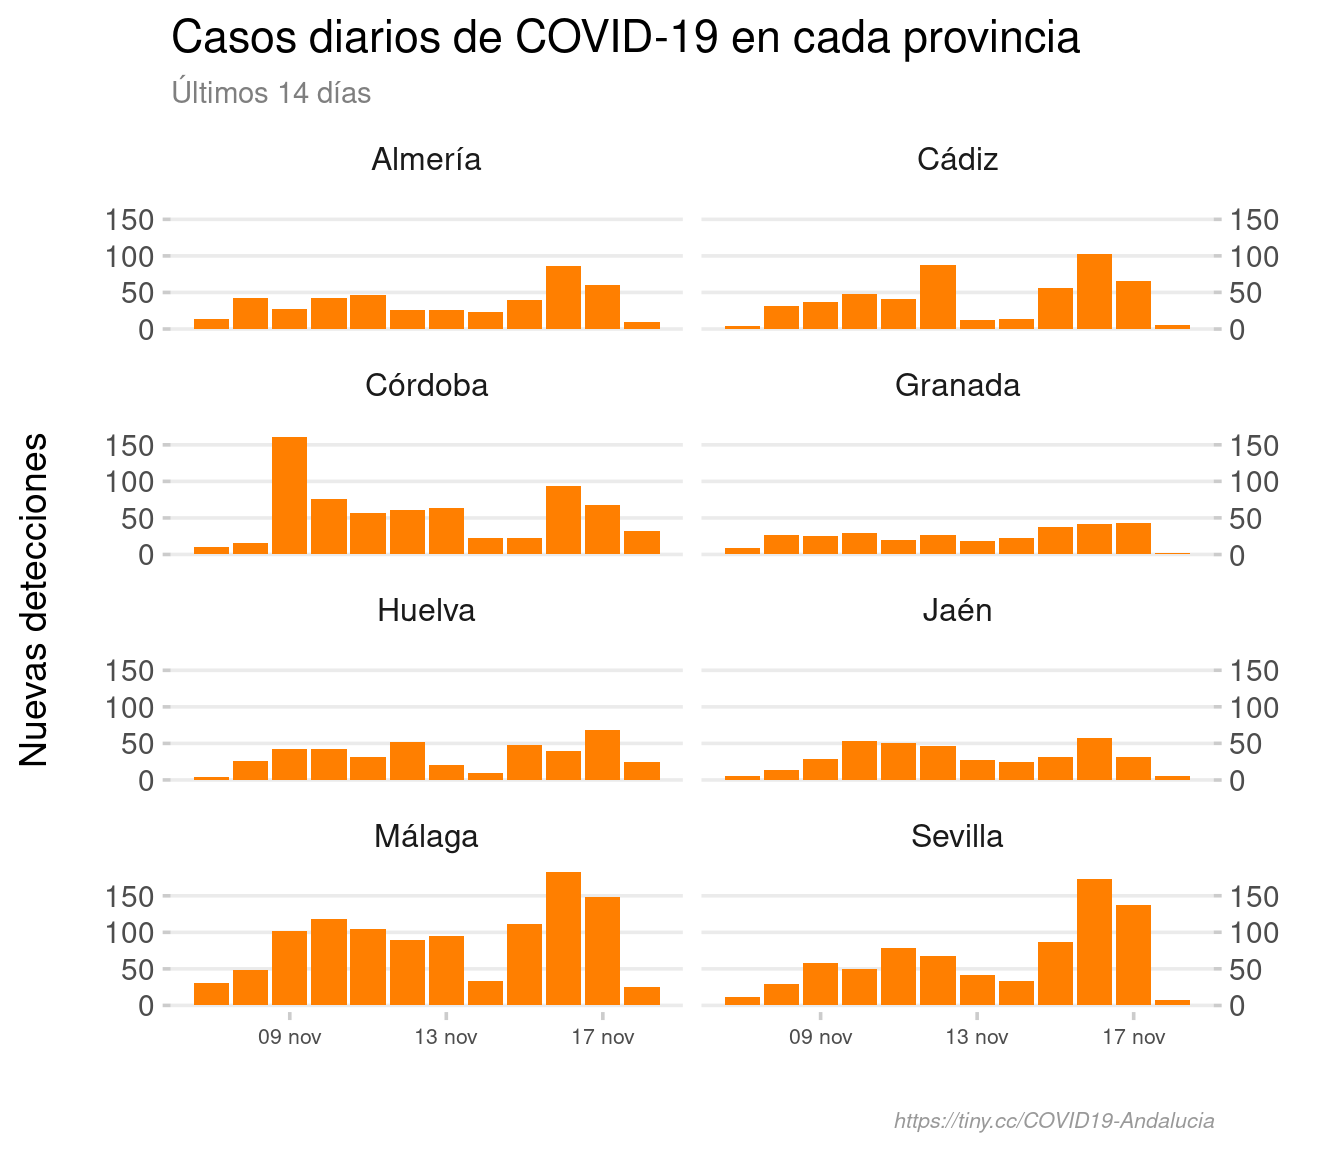 Casos diarios de COVID-19 en cada provincia
Últimos 14 días
Almería
Cádiz
150
100
50
0
150
100
50
0
Córdoba
Granada
150
100
50
0
150
100
50
0
Nuevas detecciones
Huelva
Jaén
150
100
50
0
150
100
50
0
Málaga
Sevilla
150
100
50
0
150
100
50
0
09 nov 13 nov 17 nov
09 nov 13 nov 17 nov
https://tiny.cc/COVID19-Andalucia